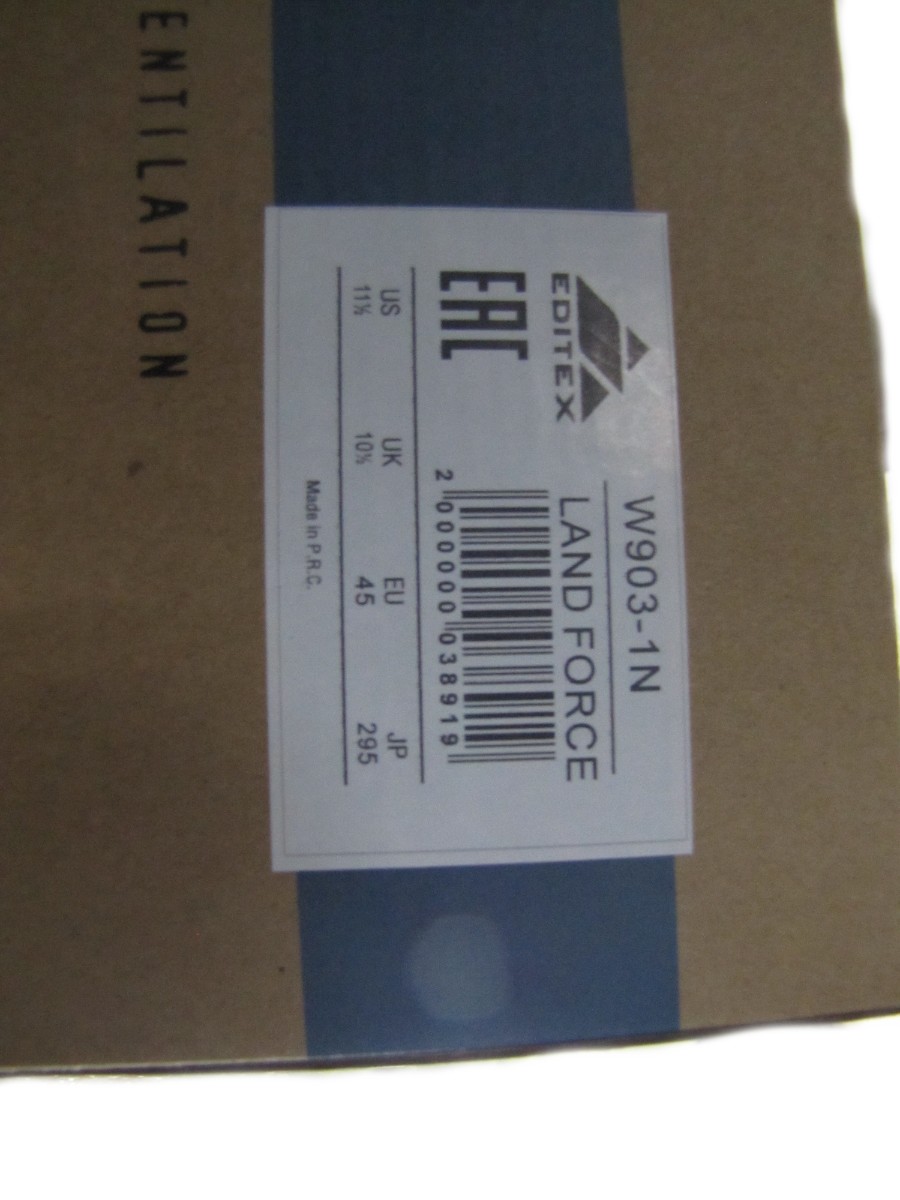 W903-1N
EDITEX
LAND FORCE
EAC
2 000000 038919
US UK EU JP
11½ 10½ 45 295
Made in P.R.C.
ENTILATION